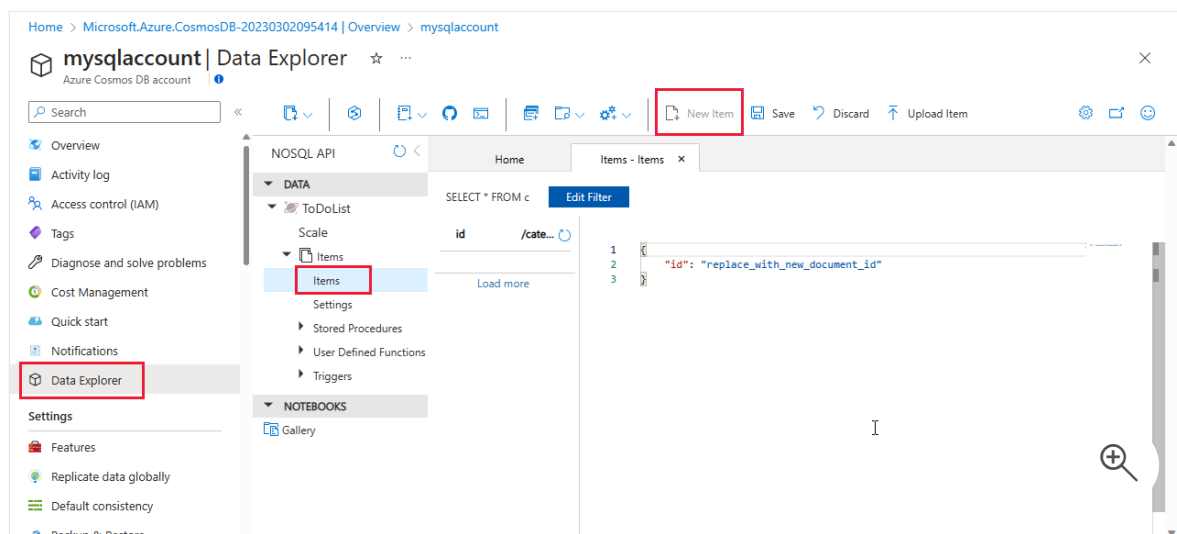 Home > Microsoft.Azure.CosmosDB-20230302095414 | Overview > mysqlaccount
mysqlaccount | Data Explorer
Azure Cosmos DB account
Search
New Item
Save
Discard
Upload Item
Overview
Activity log
Access control (IAM)
Tags
Diagnose and solve problems
Cost Management
Quick start
Notifications
Data Explorer
Settings
Features
Replicate data globally
Default consistency
NOSQL API
DATA
ToDoList
Scale
Items
Items
Settings
Stored Procedures
User Defined Functions
Triggers
NOTEBOOKS
Gallery
Home
Items - Items
SELECT * FROM c
Edit Filter
id /cate...
Load more
1 {
2 "id": "replace_with_new_document_id"
3 }